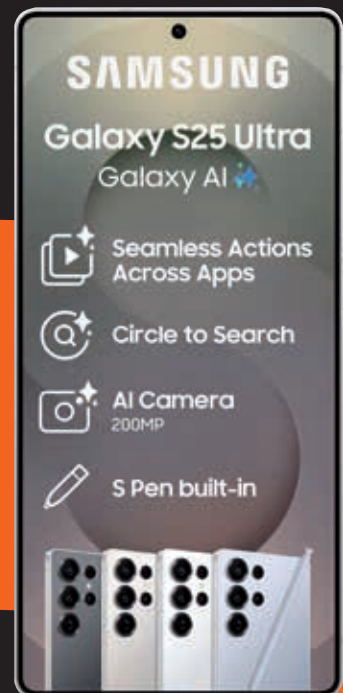 SAMSUNG
Galaxy S25 Ultra
Galaxy AI
Seamless Actions
Across Apps
Circle to Search
AI Camera
200MP
S Pen built-in